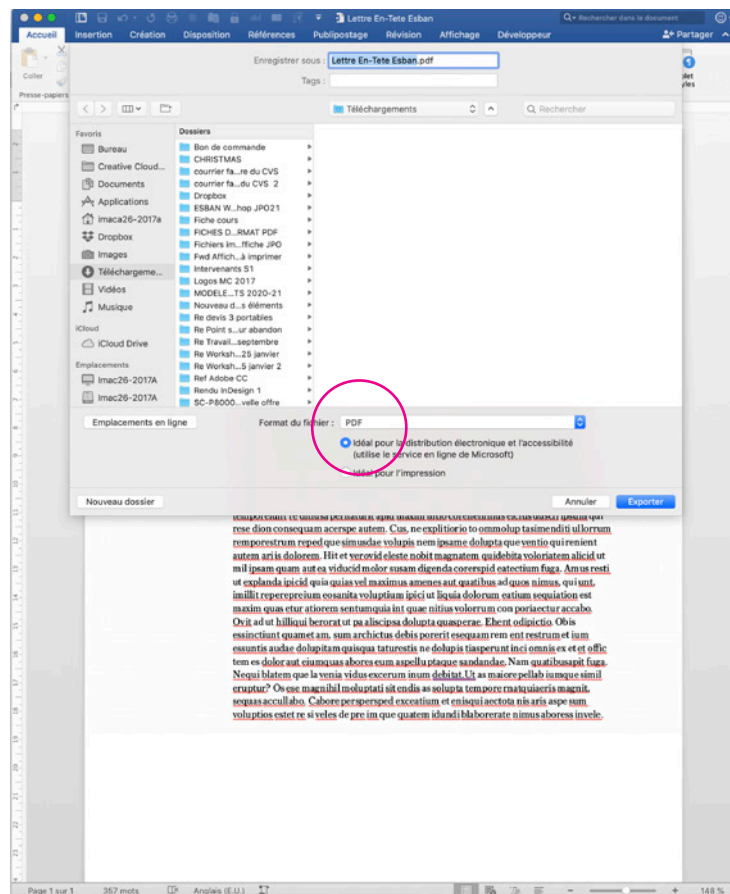 Lettre En-Tete Esban
Rechercher dans le document
Accueil Insertion Création Disposition Références Publipostage Révision Affichage Développeur Partager
Coller
Presse-papiers
Enregistrer sous : Lettre En-Tete Esban.pdf
Tags :
Téléchargements
Rechercher
Favoris
Bureau
Creative Cloud...
Documents
Applications
imaca26-2017a
Dropbox
Images
Téléchargeme...
Vidéos
Musique
iCloud
iCloud Drive
Emplacements
Imac26-2017A
Imac26-2017A
Dossiers
Bon de commande
CHRISTMAS
courrier fa...re du CVS
courrier fa...du CVS 2
Dropbox
ESBAN W...hop JPO21
Fiche cours
FICHES D...RMAT PDF
Fichiers im...ffiche JPO
Fwd Affich...à imprimer
Intervenants S1
Logos MC 2017
MODELE...TS 2020-21
Nouveau d...s éléments
Re devis 3 portables
Re Point s...ur abandon
Re Travail...septembre
Re Worksh...25 janvier
Re Worksh...5 janvier 2
Ref Adobe CC
Rendu InDesign 1
SC-P8000...velle offre
Emplacements en ligne
Format du fichier : PDF
Idéal pour la distribution électronique et l'accessibilité
(utilise le service en ligne de Microsoft)
Idéal pour l'impression
Nouveau dossier
Annuler Exporter
rese dion consequam acerspe autem. Cus, ne explitiorio to ommolup tasimenditi ullorrum
remporestrum reped que simusdae volupis nem ipsame dolupta que ventio qui renient
autem ariis dolorem. Hit et verovid eleste nobit magnatem quidebita voloriatem alicid ut
mil ipsam quam aut ea viducid molor susam digenda corerspid eatectium fuga. Amus resti
ut explanda ipicid quia quias vel maximus amenes aut quatibus ad quos nimus, qui unt,
imillit reperepreium eosanita voluptium ipici ut liquia dolorum eatium sequiation est
maxim quas etur atiorem sentumquia int quae nitius volorrum con poriaectur accabo.
Ovit ad ut hilliqui berorat ut pa aliscipsa dolupta quasperae. Ehent odipictio. Obis
essinctiunt quamet am, sum archictus debis porerit esequam rem ent restrum et ium
essuntis audae dolupitam quisqua taturestis ne dolupis tiasperunt inci omnis ex et et offic
tem es dolor aut eiumquas abores eum aspellu ptaque sandandae. Nam quatibusapit fuga.
Nequi blatem que la venia vidus excerum inum debitat.Ut as maiore pellab iumque simil
eruptur? Os ese magnihil moluptati sit endis as solupta tempore rnatquiaeris magnit,
sequas accullabo. Cabore perspersped exceatium et enisqui aectota nis aris aspe sum
voluptios estet re si veles de pre im que quatem idundi blaborerate nimus aboress invele.
Page 1 sur 1 357 mots Anglais (E.U.) 148 %